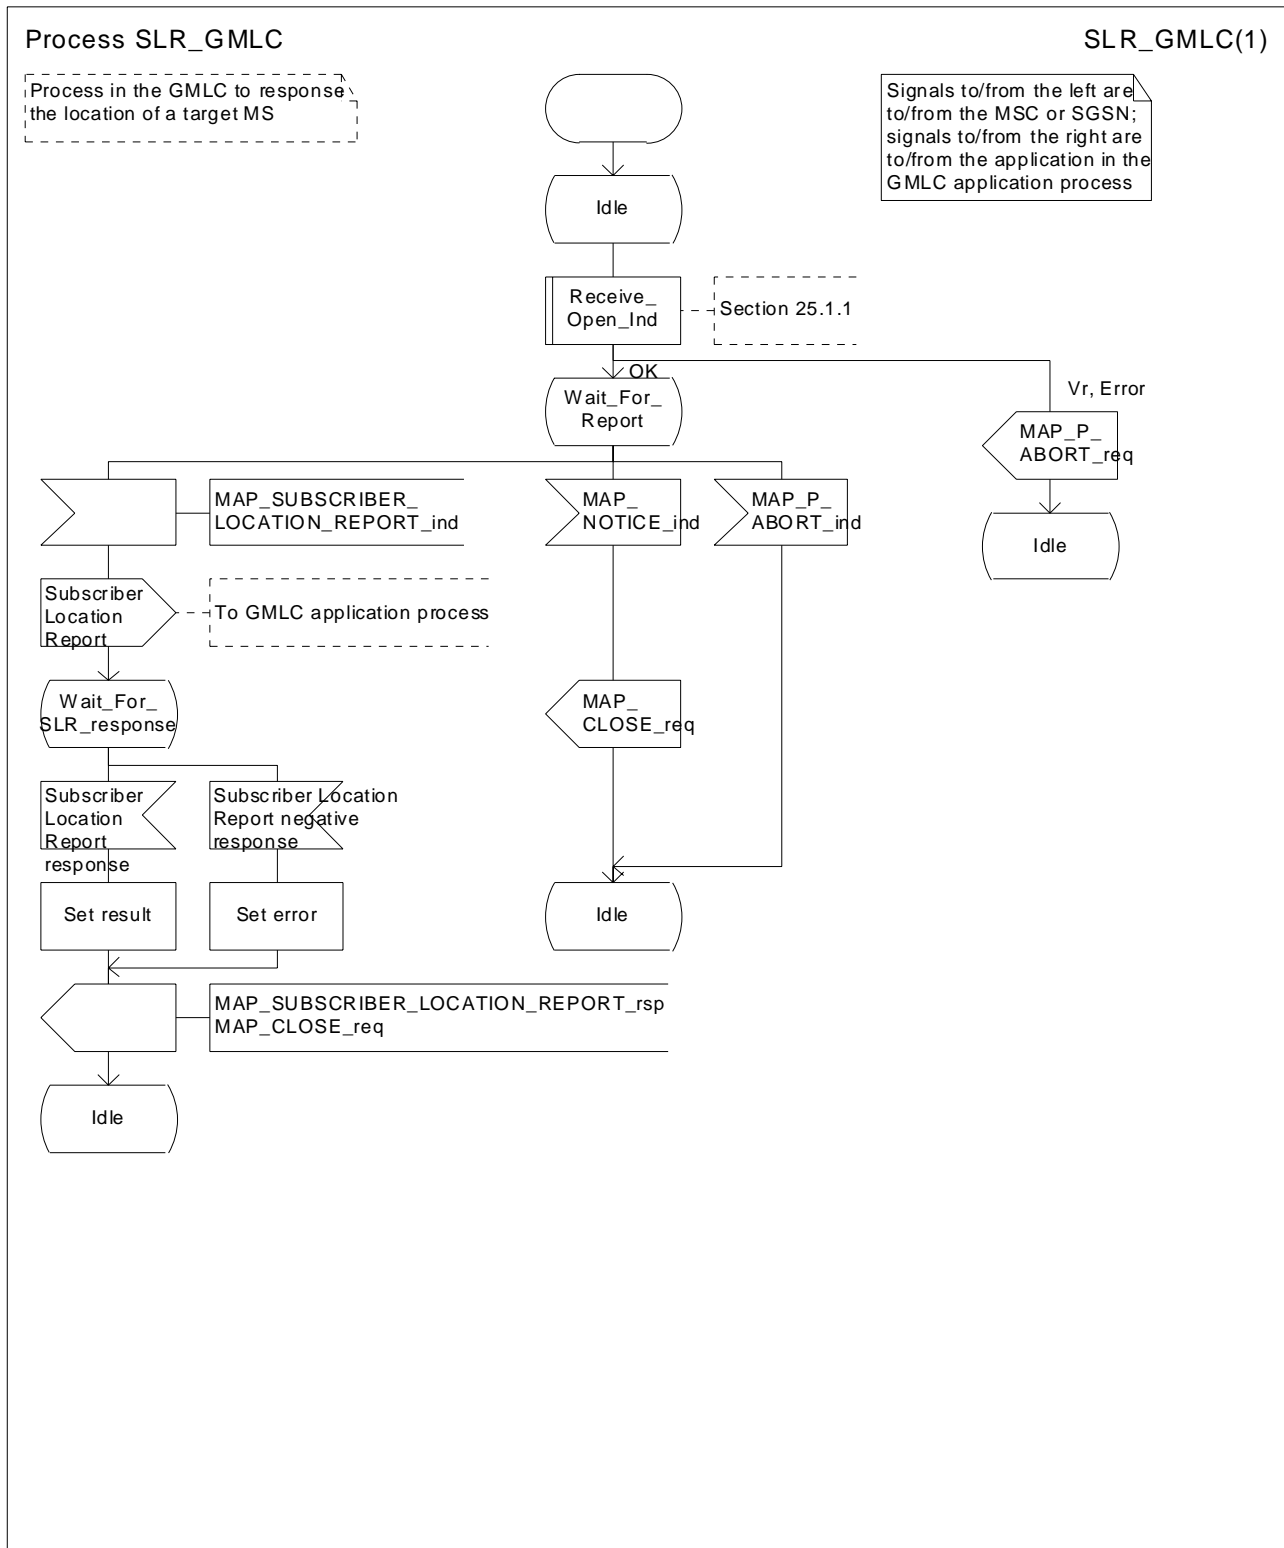 Process SLR_GMLC
SLR_GMLC(1)
Process in the GMLC to response
the location of a target MS
Signals to/from the left are
to/from the MSC or SGSN;
signals to/from the right are
to/from the application in the
GMLC application process
Idle
Receive_
Open_Ind
Section 25.1.1
OK
Vr, Error
Wait_For_
Report
MAP_P_
ABORT_req
Idle
MAP_SUBSCRIBER_
LOCATION_REPORT_ind
MAP_
NOTICE_ind
MAP_P_
ABORT_ind
Subscriber
Location
Report
To GMLC application process
Wait_For_
SLR_response
MAP_
CLOSE_req
Subscriber
Location
Report
response
Subscriber Location
Report negative
response
Set result
Set error
Idle
MAP_SUBSCRIBER_LOCATION_REPORT_rsp
MAP_CLOSE_req
Idle